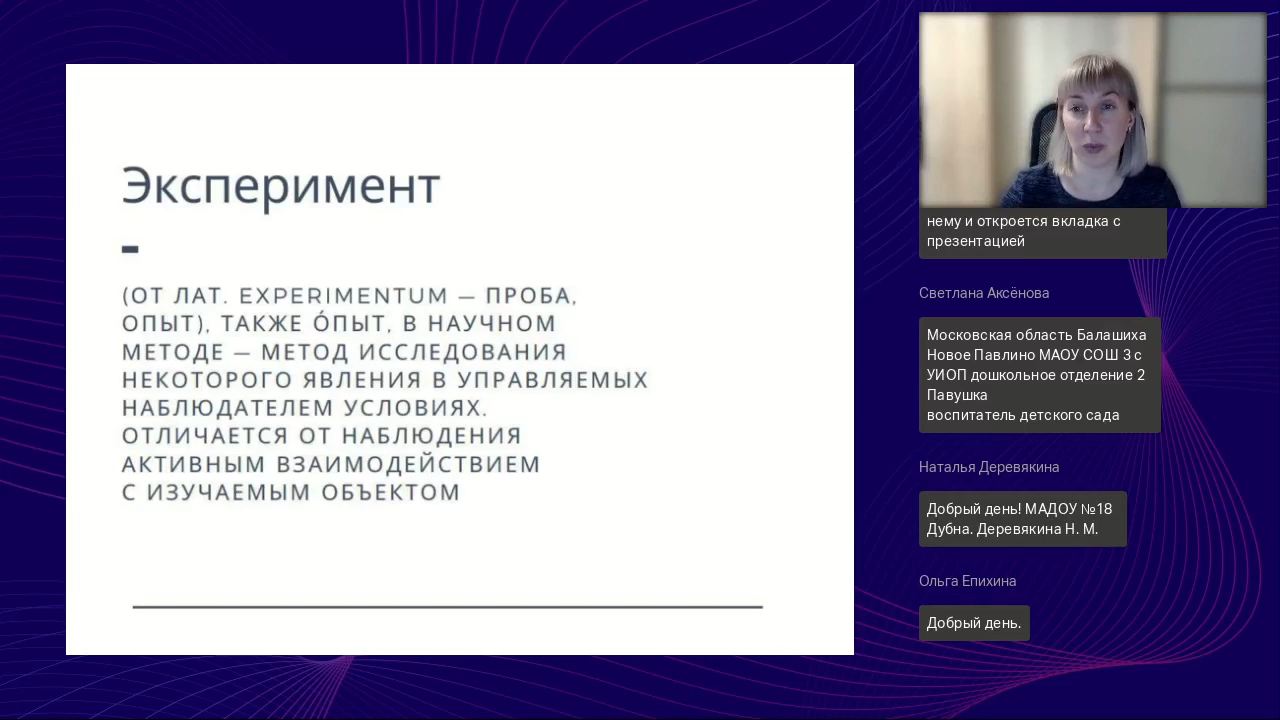 Эксперимент
-
(ОТ ЛАТ. EXPERIMENTUM — ПРОБА,
ОПЫТ), ТАКЖЕ О́ПЫТ, В НАУЧНОМ
МЕТОДЕ — МЕТОД ИССЛЕДОВАНИЯ
НЕКОТОРОГО ЯВЛЕНИЯ В УПРАВЛЯЕМЫХ
НАБЛЮДАТЕЛЕМ УСЛОВИЯХ.
ОТЛИЧАЕТСЯ ОТ НАБЛЮДЕНИЯ
АКТИВНЫМ ВЗАИМОДЕЙСТВИЕМ
С ИЗУЧАЕМЫМ ОБЪЕКТОМ
нему и откроется вкладка с
презентацией
Светлана Аксёнова
Московская область Балашиха
Новое Павлино МАОУ СОШ 3 с
УИОП дошкольное отделение 2
Павушка
воспитатель детского сада
Наталья Деревякина
Добрый день! МАДОУ №18
Дубна. Деревякина Н. М.
Ольга Епихина
Добрый день.